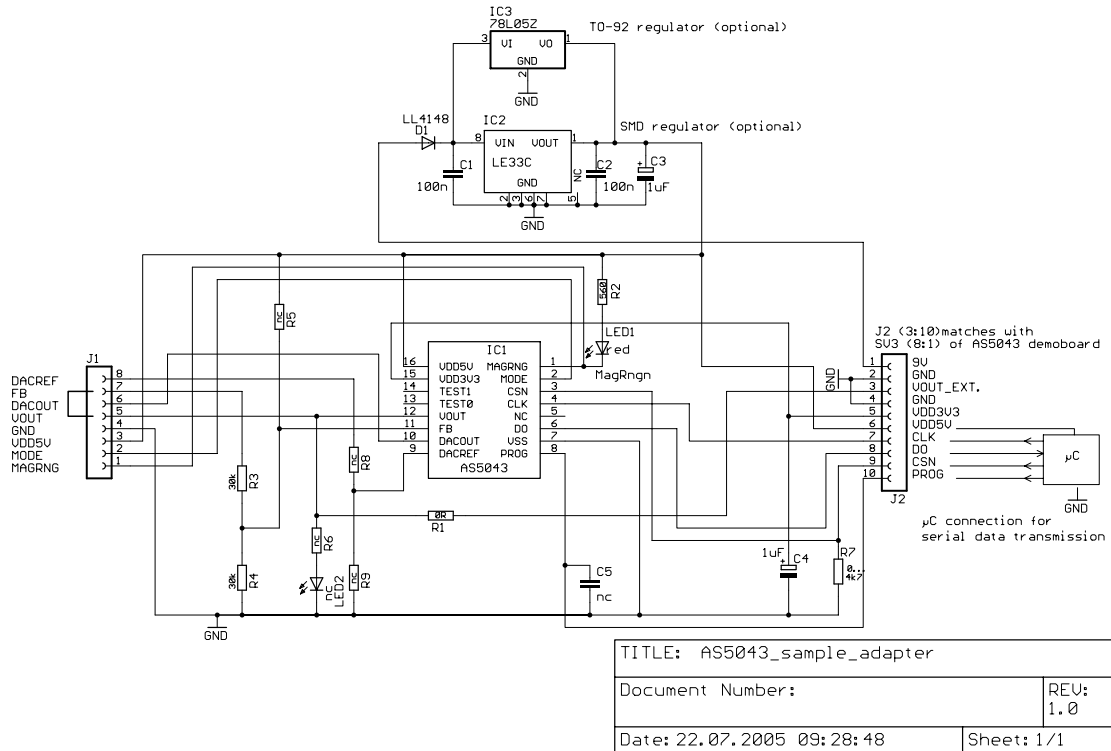 IC3
78L05Z
TO-92 regulator (optional)
3 VI VO 1
GND
2
GND
LL4148
D1
IC2
SMD regulator (optional)
8 VIN VOUT 1
LE33C
GND
NC
2 3 6 7 5
C1
100n
C2
100n
C3
+
1uF
GND
560 R2
nc R5
LED1
red
MagRngn
J2 (3:10)matches with
SV3 (8:1) of AS5043 demoboard
J1
DACREF 8
FB 7
DACOUT 6
VOUT 5
GND 4
VDD5V 3
MODE 2
MAGRNG 1
IC1
16 VDD5V MAGRNG 1
15 VDD3V3 MODE 2
14 TEST1 CSN 3
13 TEST0 CLK 4
12 VOUT NC 5
11 FB DO 6
10 DACOUT VSS 7
9 DACREF PROG 8
AS5043
GND
1 9V
2 GND
3 VOUT_EXT.
4 GND
5 VDD3V3
6 VDD5V
7 CLK
8 DO
9 CSN
10 PROG
J2
µC
GND
µC connection for
serial data transmission
30k R3
nc R8
0R
R1
nc R6
30k R4
nc
LED2
nc R9
C5
nc
1uF + C4
R7
0...
4k7
GND
TITLE: AS5043_sample_adapter
Document Number:
REV:
1.0
Date: 22.07.2005 09:28:48
Sheet: 1/1